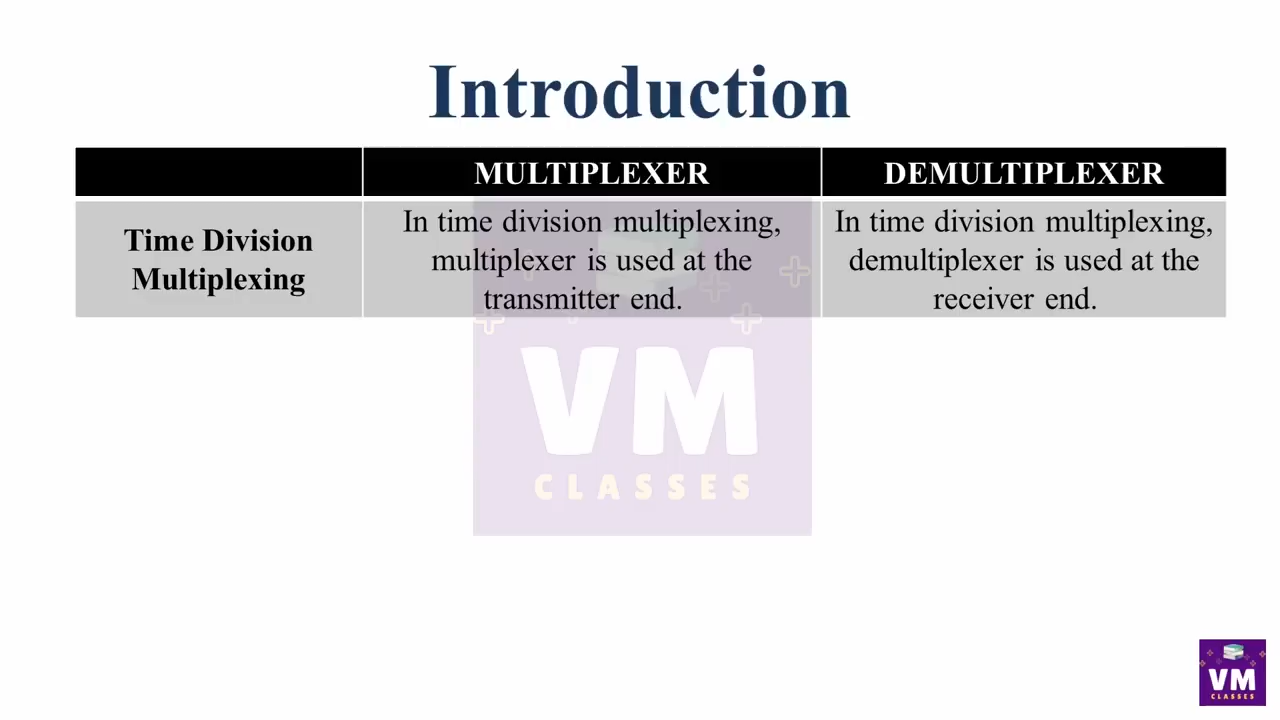 Introduction
MULTIPLEXER
DEMULTIPLEXER
Time Division
Multiplexing
In time division multiplexing,
multiplexer is used at the
transmitter end.
In time division multiplexing,
demultiplexer is used at the
receiver end.
VM
CLASSES
VM
CLASSES